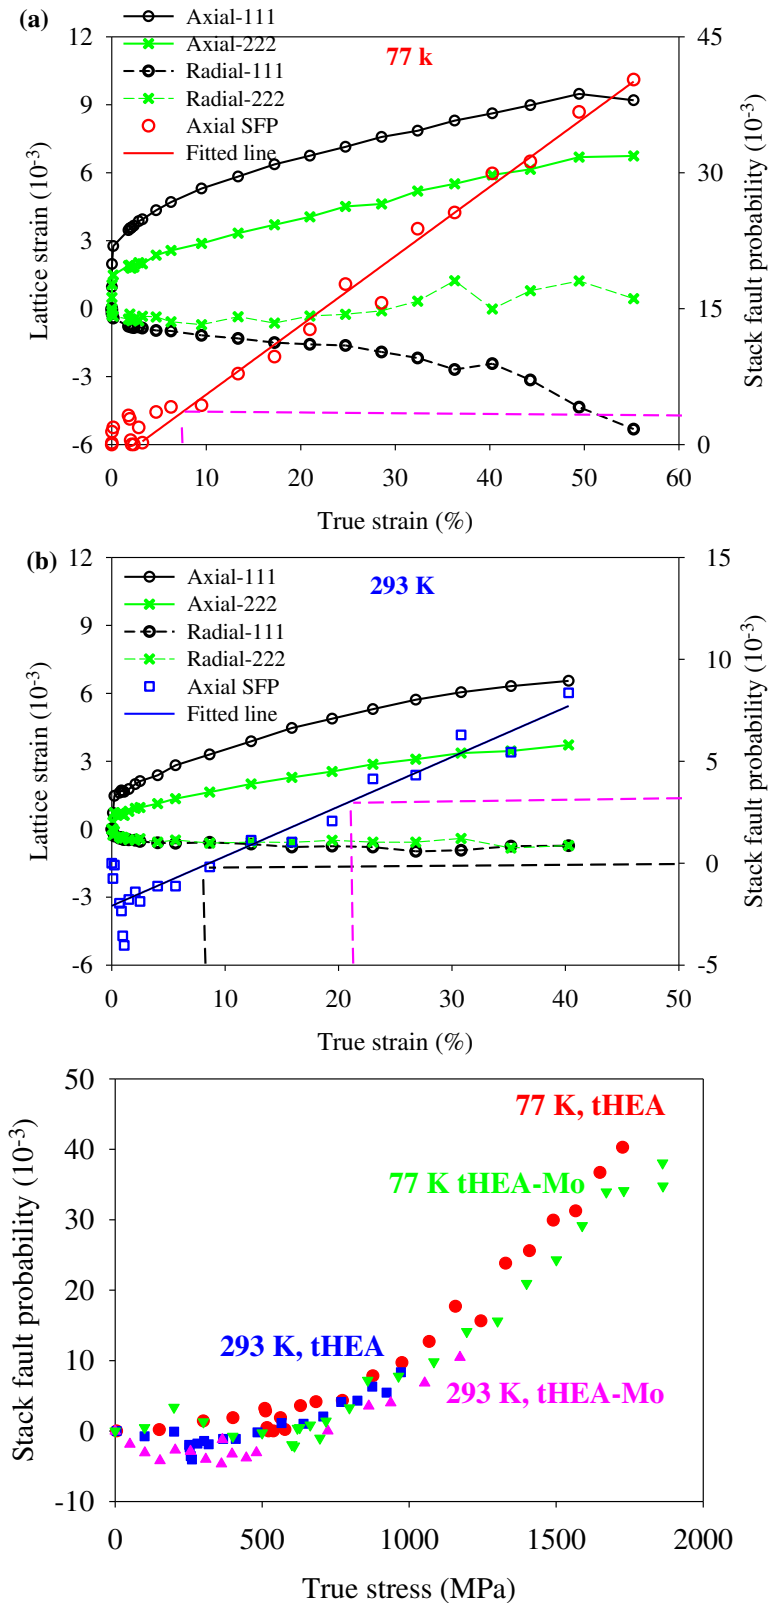 (a)
Axial-111
Axial-222
Radial-111
Radial-222
Axial SFP
Fitted line
77 k
12
9
6
3
0
-3
-6
Lattice strain (10⁻³)
45
30
15
0
Stack fault probability (10⁻³)
0 10 20 30 40 50 60
True strain (%)
(b)
Axial-111
Axial-222
Radial-111
Radial-222
Axial SFP
Fitted line
293 K
12
9
6
3
0
-3
-6
Lattice strain (10⁻³)
15
10
5
0
-5
Stack fault probability (10⁻³)
0 10 20 30 40 50
True strain (%)
50
40
30
20
10
0
-10
Stack fault probability (10⁻³)
77 K, tHEA
77 K tHEA-Mo
293 K, tHEA
293 K, tHEA-Mo
0 500 1000 1500 2000
True stress (MPa)